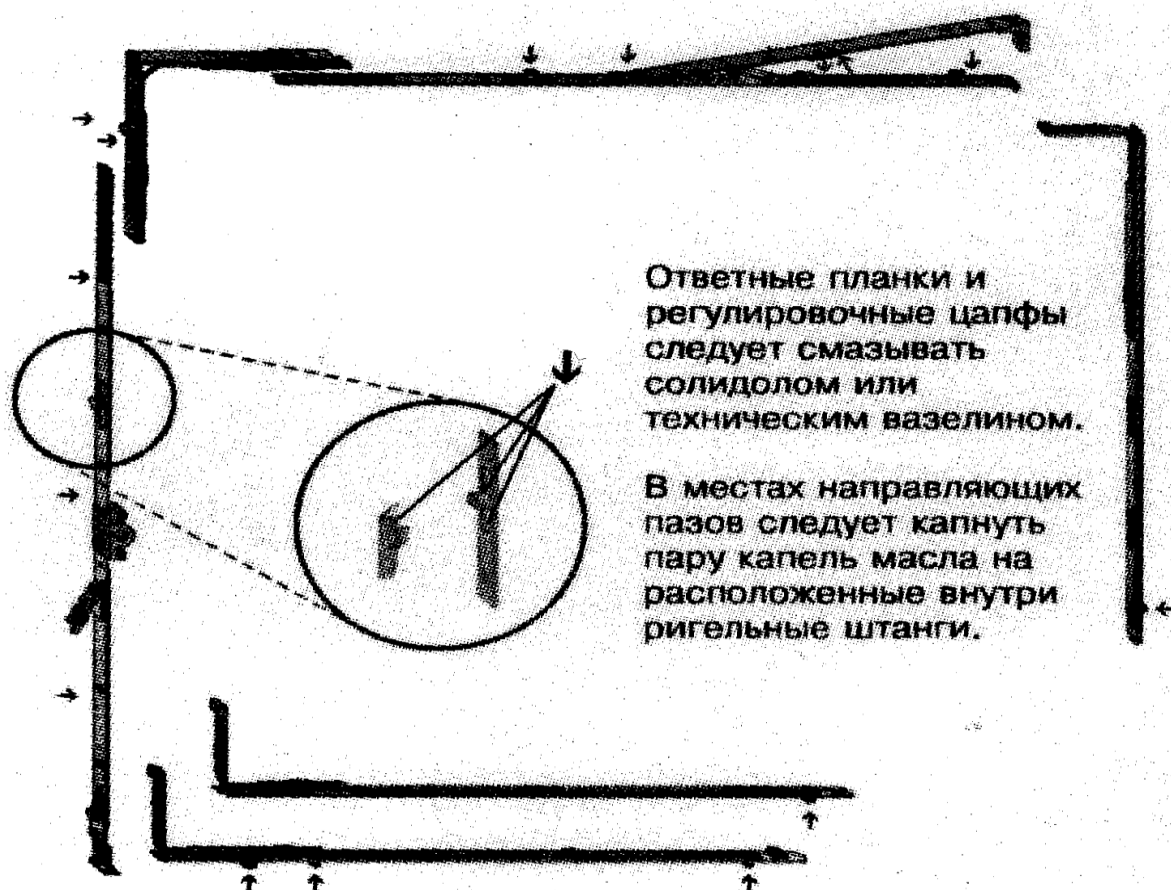 Ответные планки и
регулировочные цапфы
следует смазывать
солидолом или
техническим вазелином.
В местах направляющих
пазов следует капнуть
пару капель масла на
расположенные внутри
ригельные штанги.